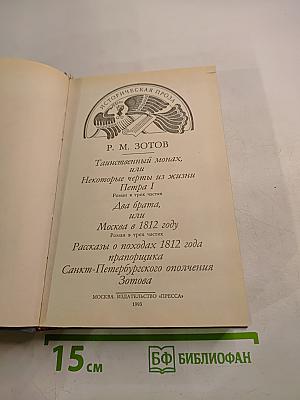 ИСТОРИЧЕСКАЯ ПРОЗА
Р. М. ЗОТОВ
Таинственный монах,
или
Некоторые черты из жизни
Петра I
Роман в трех частях
Два брата,
или
Москва в 1812 году
Роман в трех частях
Рассказы о походах 1812 года
прапорщика
Санкт-Петербургского ополчения
Зотова
МОСКВА. ИЗДАТЕЛЬСТВО «ПРЕССА»
1995
15 см
БФ БИБЛИОФАН